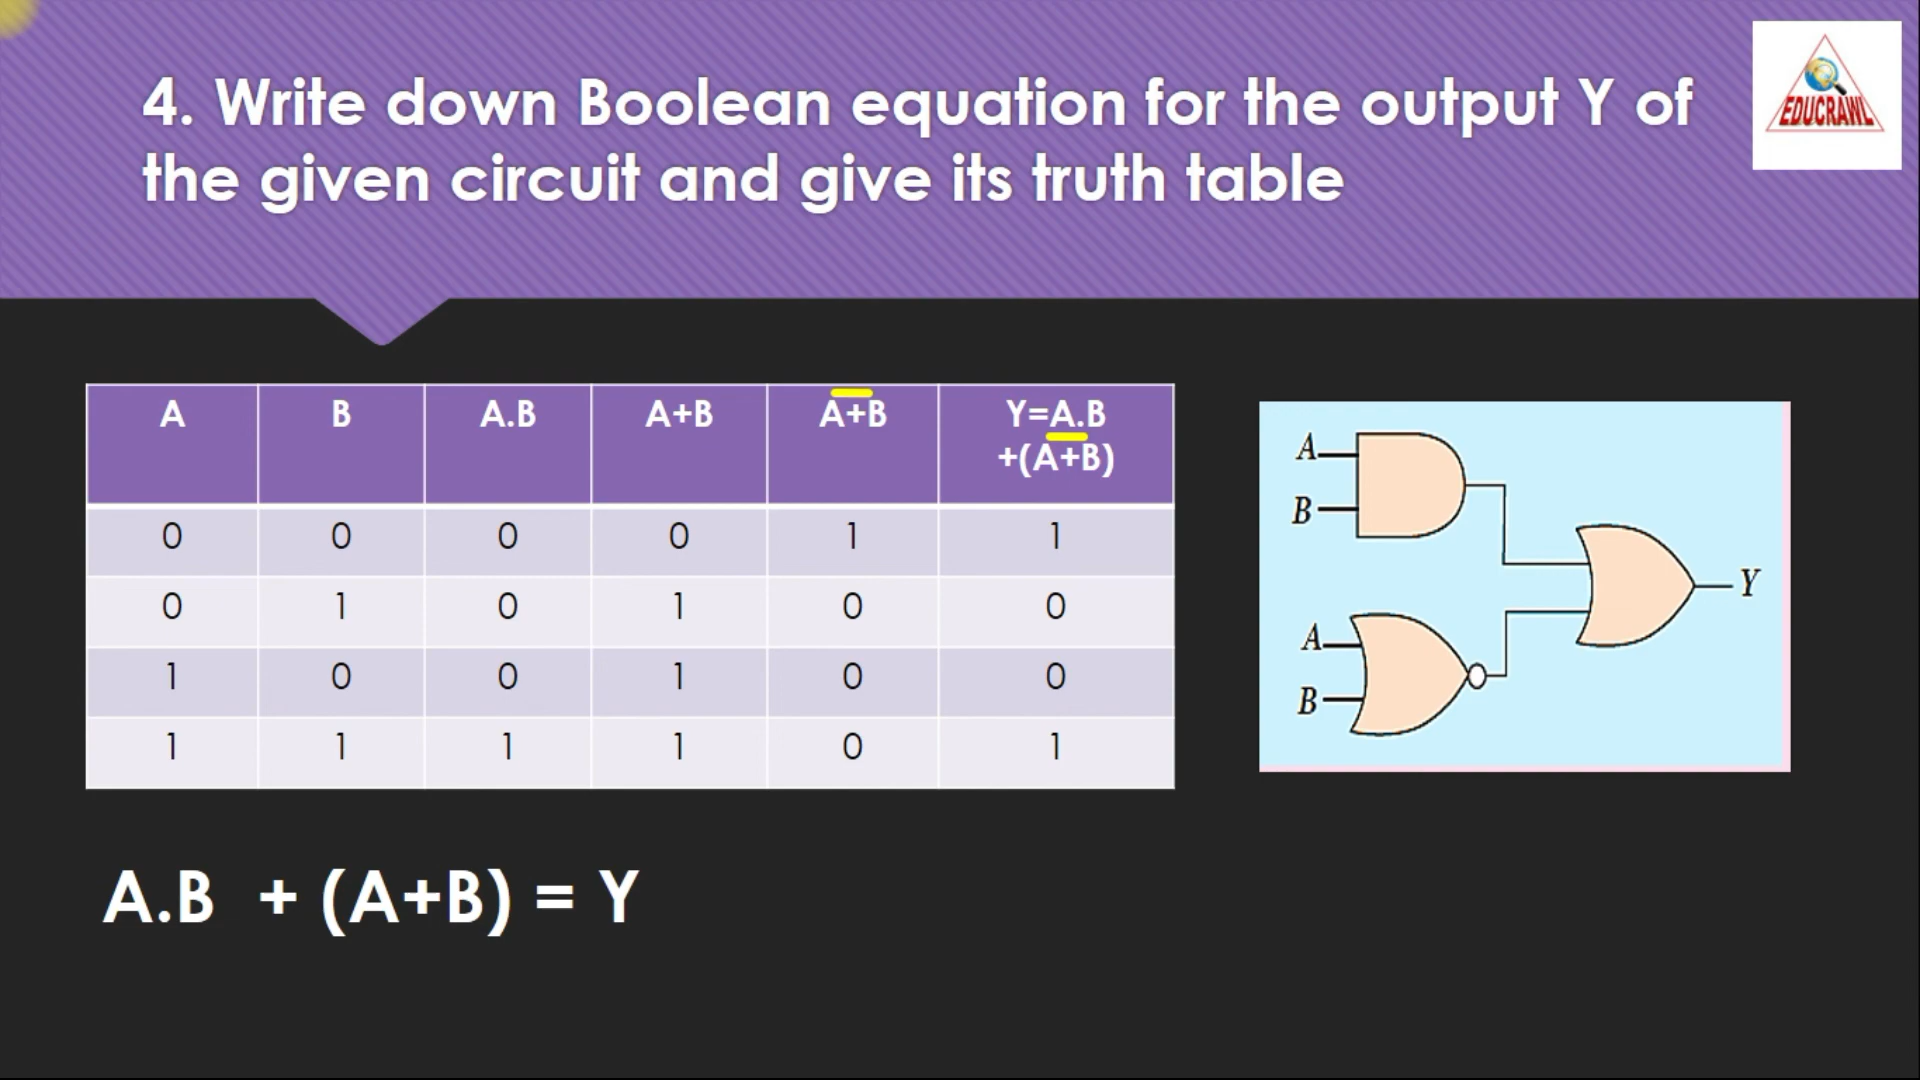 4. Write down Boolean equation for the output Y of
the given circuit and give its truth table
EDUCRAWL
A B A.B A+B A̅+̅B̅ Y=A.B
+(A̅+̅B̅)
0 0 0 0 1 1
0 1 0 1 0 0
1 0 0 1 0 0
1 1 1 1 0 1
A
B
Y
A
B
A.B + (A+B) = Y